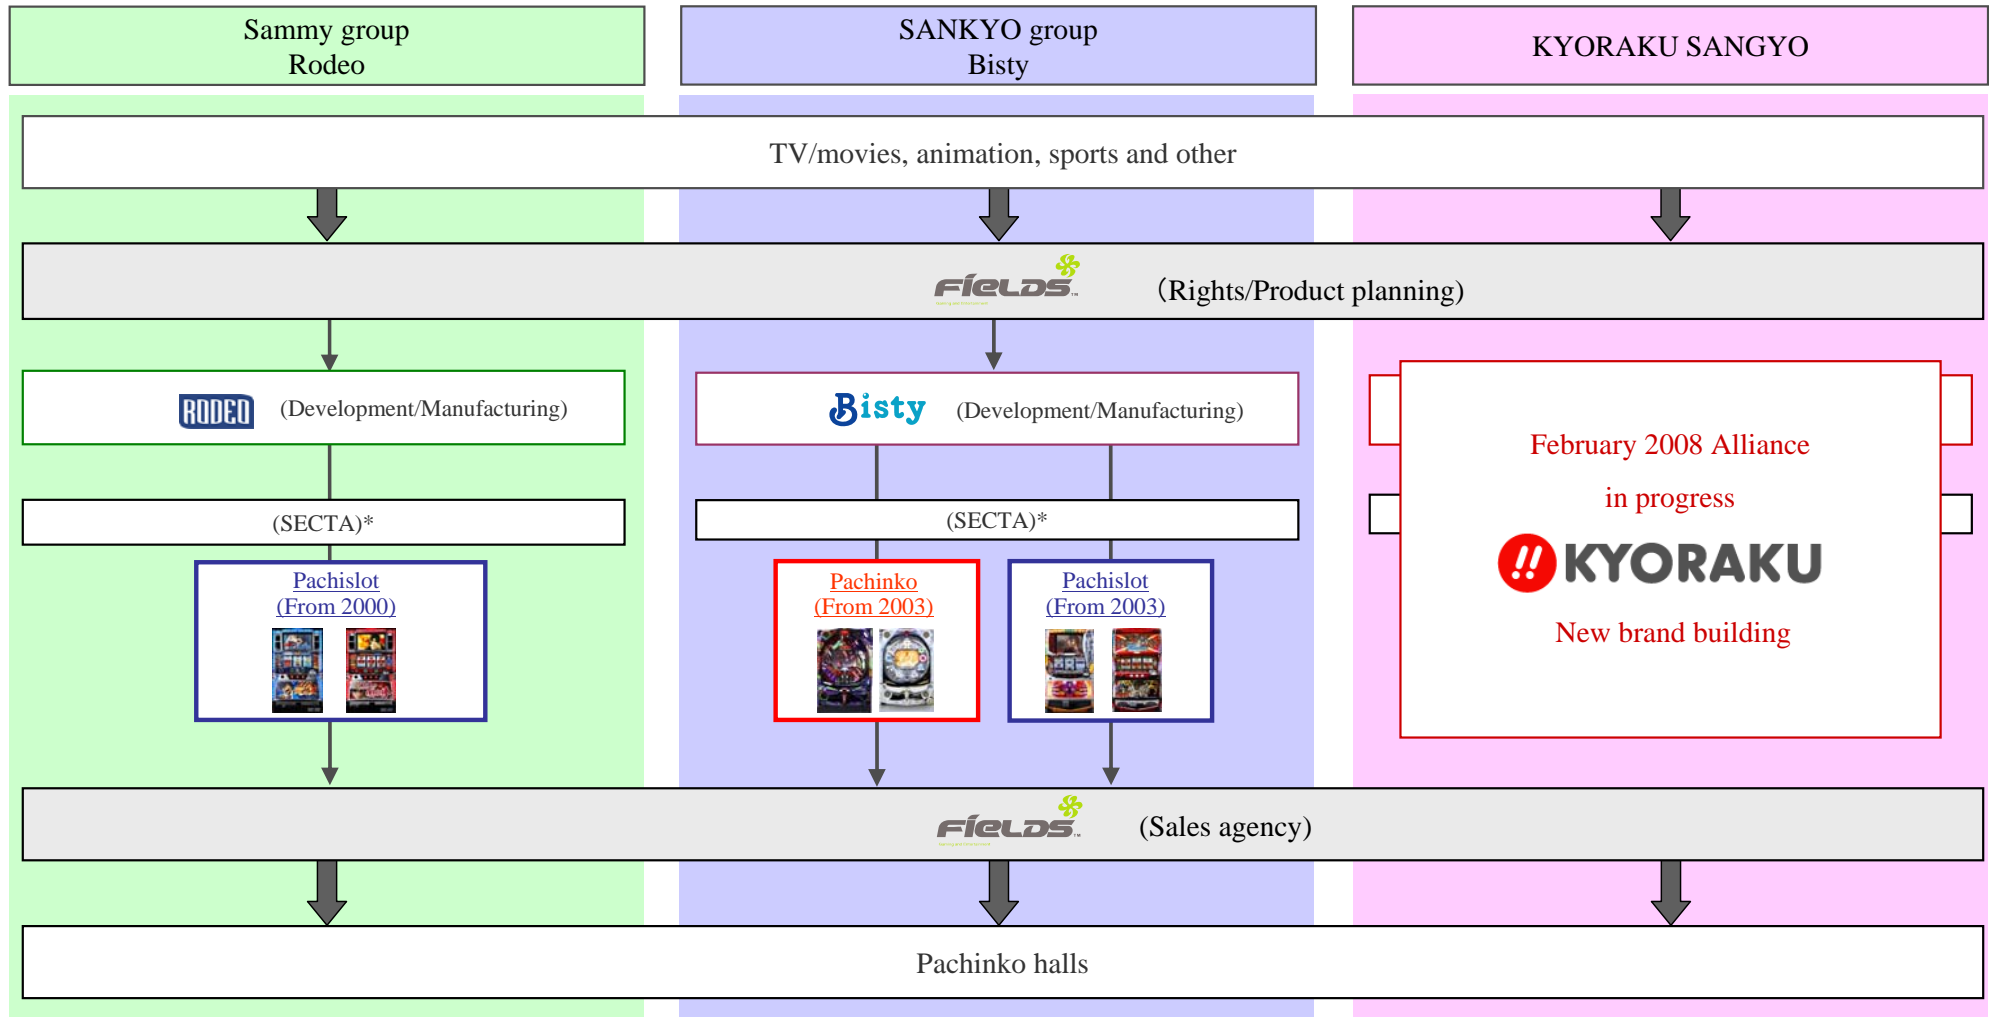 Sammy group
Rodeo
SANKYO group
Bisty
KYORAKU SANGYO
TV/movies, animation, sports and other
FIELDS™ (Rights/Product planning)
RODEO (Development/Manufacturing)
Bisty (Development/Manufacturing)
(SECTA)*
(SECTA)*
Pachislot
(From 2000)
Pachinko
(From 2003)
Pachislot
(From 2003)
February 2008 Alliance
in progress
!! KYORAKU
New brand building
FIELDS™ (Sales agency)
Pachinko halls